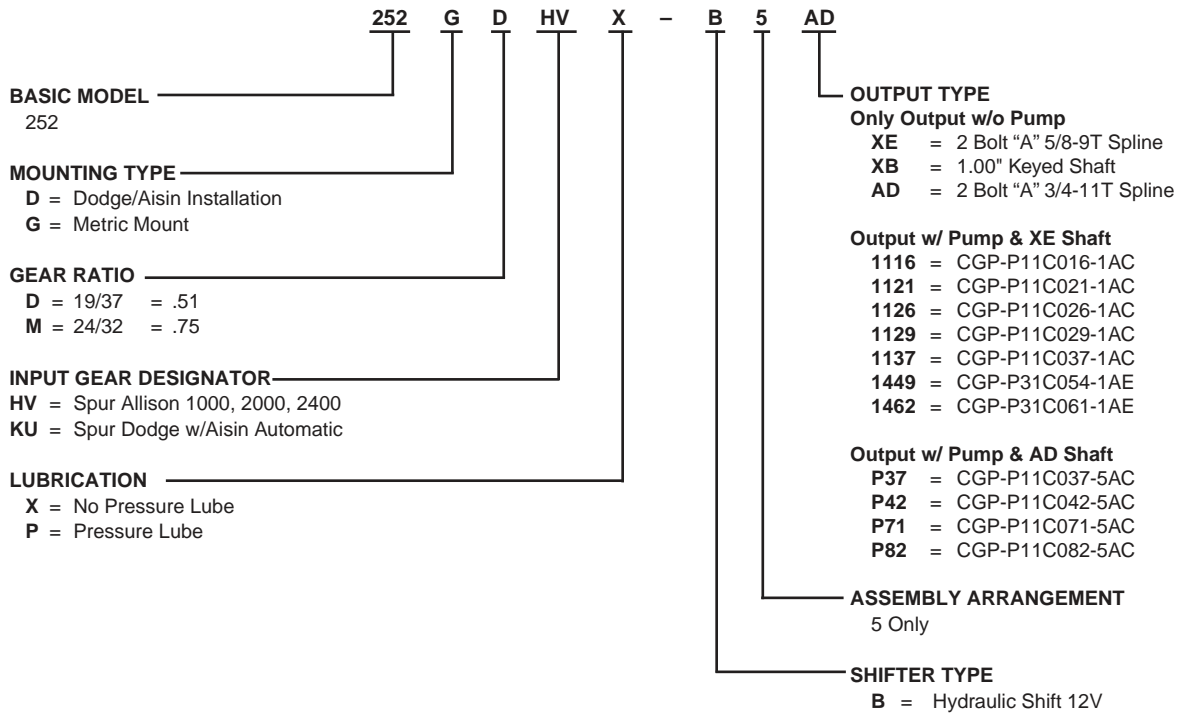 252 G D HV X – B 5 AD
BASIC MODEL
252
MOUNTING TYPE
D = Dodge/Aisin Installation
G = Metric Mount
GEAR RATIO
D = 19/37 = .51
M = 24/32 = .75
INPUT GEAR DESIGNATOR
HV = Spur Allison 1000, 2000, 2400
KU = Spur Dodge w/Aisin Automatic
LUBRICATION
X = No Pressure Lube
P = Pressure Lube
OUTPUT TYPE
Only Output w/o Pump
XE = 2 Bolt “A” 5/8-9T Spline
XB = 1.00" Keyed Shaft
AD = 2 Bolt “A” 3/4-11T Spline
Output w/ Pump & XE Shaft
1116 = CGP-P11C016-1AC
1121 = CGP-P11C021-1AC
1126 = CGP-P11C026-1AC
1129 = CGP-P11C029-1AC
1137 = CGP-P11C037-1AC
1449 = CGP-P31C054-1AE
1462 = CGP-P31C061-1AE
Output w/ Pump & AD Shaft
P37 = CGP-P11C037-5AC
P42 = CGP-P11C042-5AC
P71 = CGP-P11C071-5AC
P82 = CGP-P11C082-5AC
ASSEMBLY ARRANGEMENT
5 Only
SHIFTER TYPE
B = Hydraulic Shift 12V